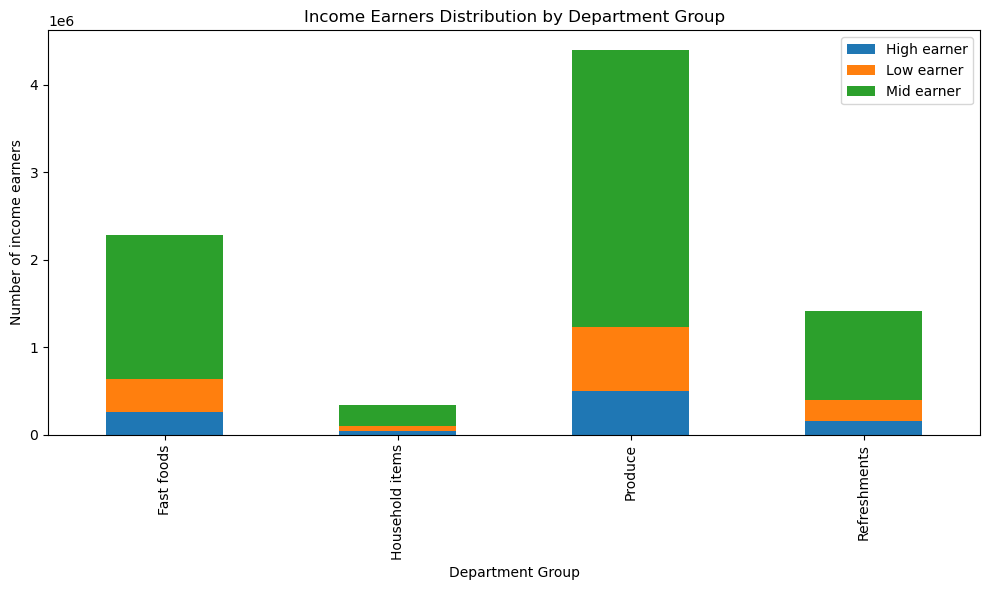 Income Earners Distribution by Department Group
1e6
High earner
Low earner
Mid earner
Number of income earners
4
3
2
1
0
Fast foods
Household items
Produce
Refreshments
Department Group